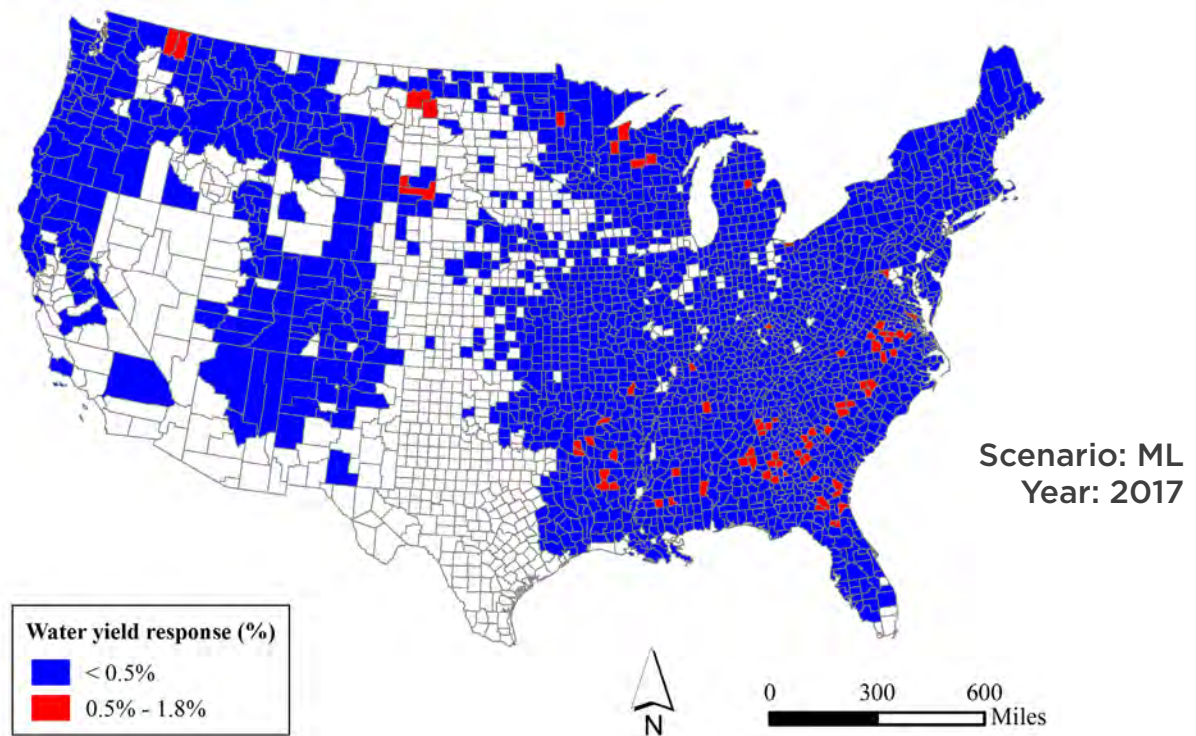 Scenario: ML
Year: 2017
Water yield response (%)
< 0.5%
0.5% - 1.8%
N
0 300 600
Miles